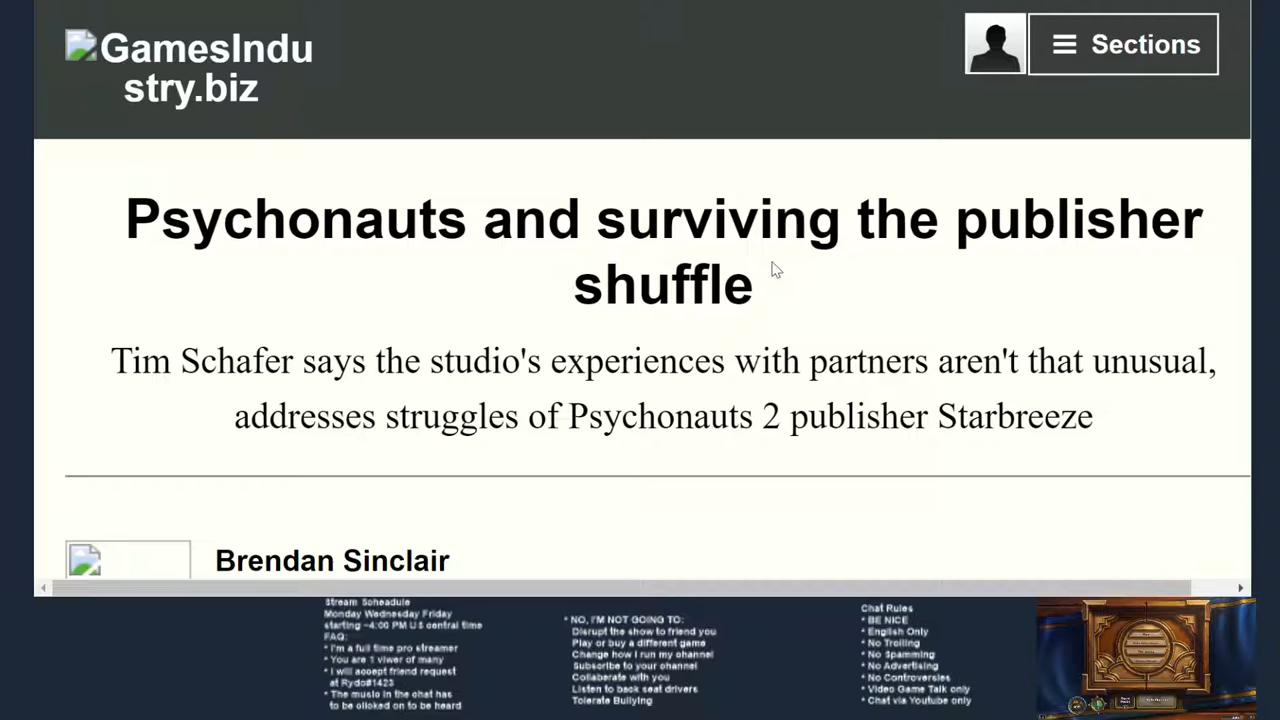 GamesIndu
stry.biz
Sections
Psychonauts and surviving the publisher
shuffle
Tim Schafer says the studio's experiences with partners aren't that unusual,
addresses struggles of Psychonauts 2 publisher Starbreeze
Brendan Sinclair
Stream Soheadule
Monday Wednesday Friday
starting ~4:00 PM US central time
FAQ:
* I'm a full time pro streamer
* You are 1 viwer of many
* I will accept friend request
at Rydo#1423
* The musio in the ohat has
to be olioked on to be heard
* NO, I'M NOT GOING TO:
Disrupt the show to friend you
Play or buy a different game
Change how I run my channel
Subscribe to your channel
Collaborate with you
Listen to back seat drivers
Tolerate Bullying
Chat Rules
* BE NICE
* English Only
* No Trolling
* No Spamming
* No Advertising
* No Controversies
* Video Game Talk only
* Chat via Youtube only